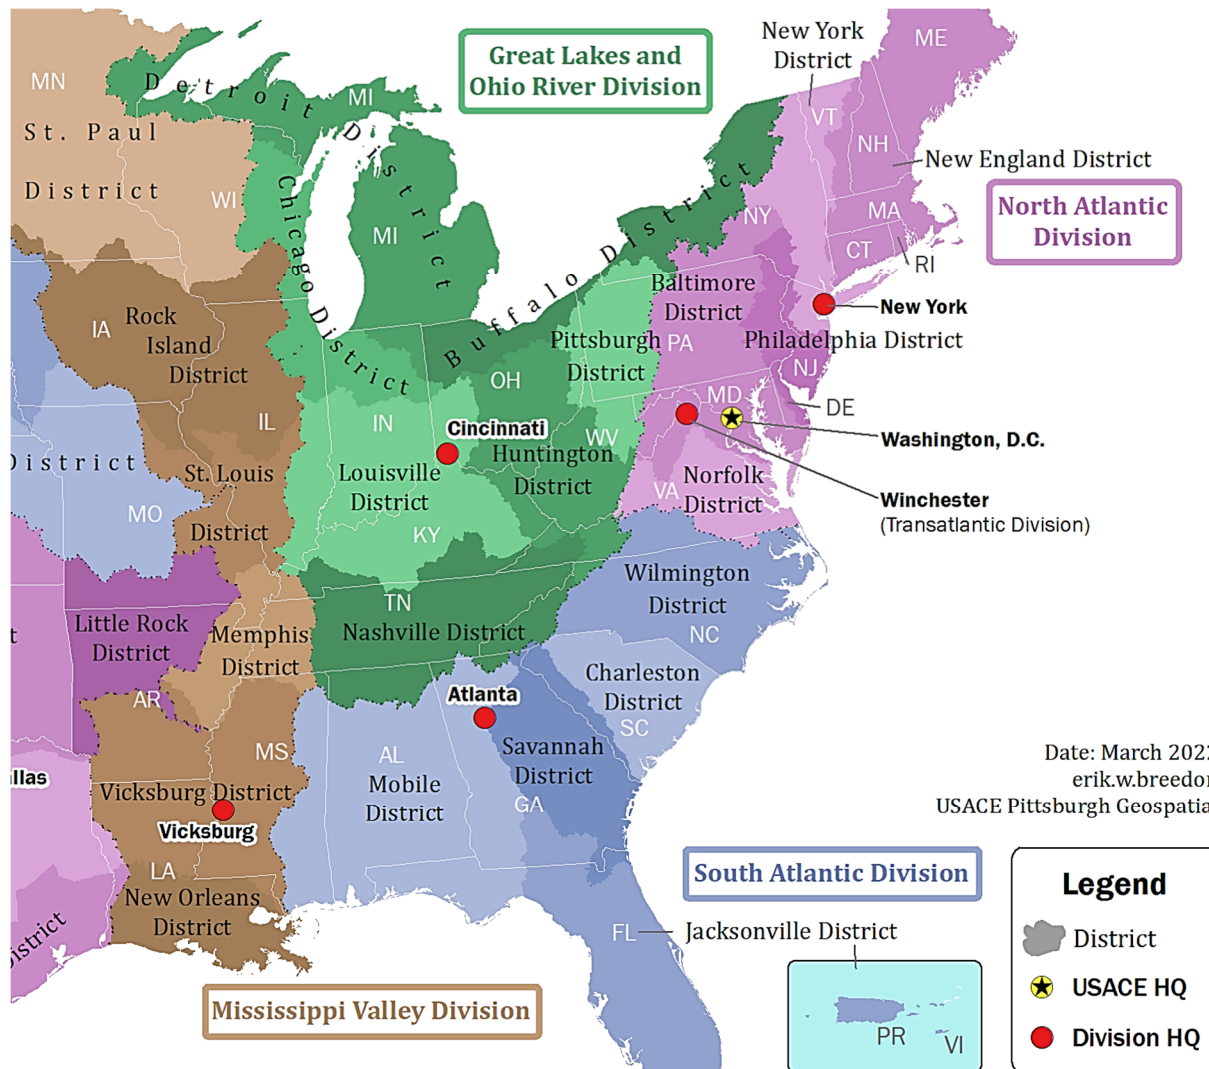 New York
District
ME
Great Lakes and
Ohio River Division
MN
Detroit District
MI
VT
St. Paul
District
NH
New England District
WI
Chicago District
MI
Buffalo District
NY
MA
North Atlantic
Division
CT
RI
Baltimore
District
New York
IA
Rock
Island
District
Pittsburgh
District
PA
Philadelphia District
NJ
OH
MD
DE
IL
IN
Cincinnati
WV
Washington, D.C.
District
St. Louis
District
Louisville
District
Huntington
District
VA
Norfolk
District
Winchester
(Transatlantic Division)
MO
KY
Wilmington
District
NC
TN
Nashville District
Little Rock
District
Memphis
District
AR
Charleston
District
SC
Atlanta
Savannah
District
GA
MS
AL
Mobile
District
Date: March 2022
erik.w.breedon
USACE Pittsburgh Geospatia
allas
Vicksburg District
Vicksburg
LA
New Orleans
District
District
South Atlantic Division
FL
Jacksonville District
PR
VI
Mississippi Valley Division
Legend
District
USACE HQ
Division HQ